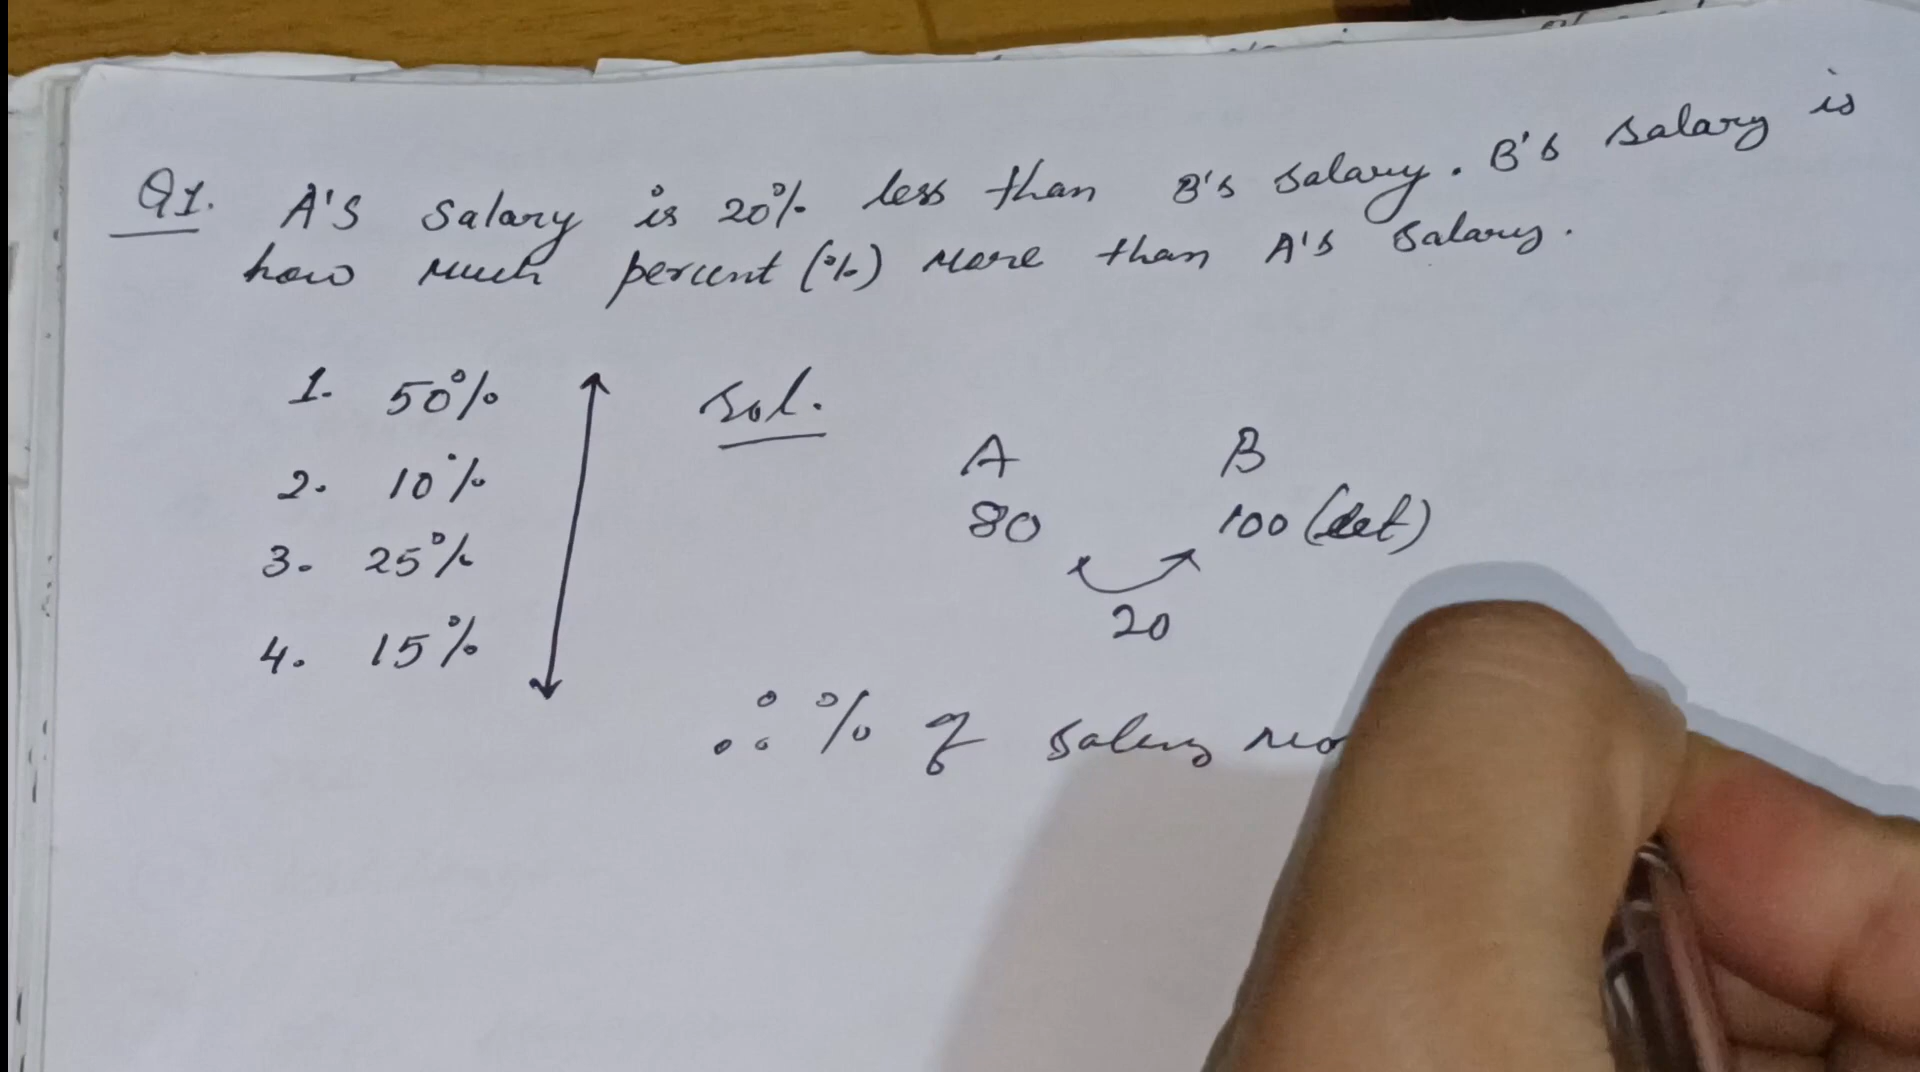 Q1. A'S Salary is 20% less than B's salary. B's salary is
how much percent (%) more than A's Salary.
1. 50%
2. 10%
3. 25%
4. 15%
Sol.
A B
80 100 (let)
20
∴ % of salary mo